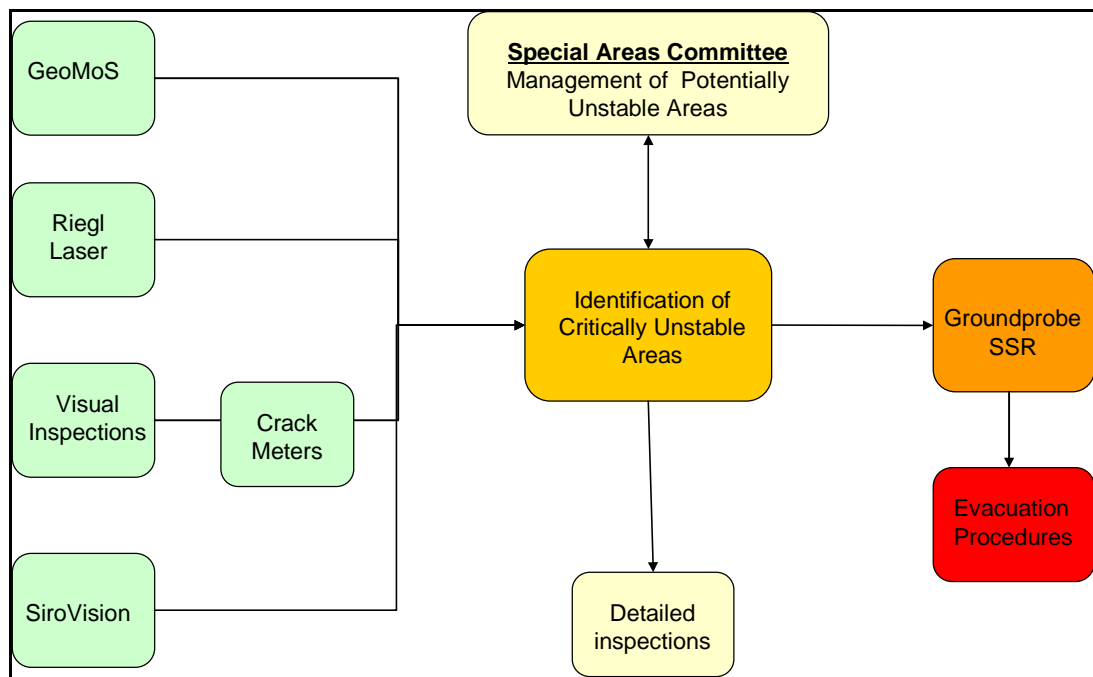 GeoMoS
Special Areas Committee
Management of Potentially
Unstable Areas
Riegl
Laser
Identification of
Critically Unstable
Areas
Groundprobe
SSR
Visual
Inspections
Crack
Meters
Evacuation
Procedures
SiroVision
Detailed
inspections